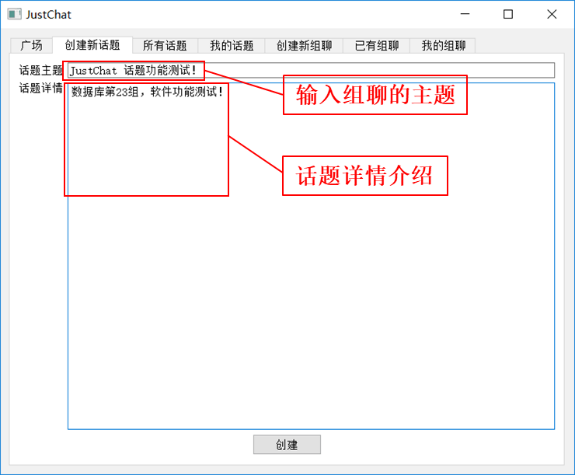 JustChat
广场 创建新话题 所有话题 我的话题 创建新组聊 已有组聊 我的组聊
话题主题 JustChat 话题功能测试!
话题详情 数据库第23组，软件功能测试!
输入组聊的主题
话题详情介绍
创建